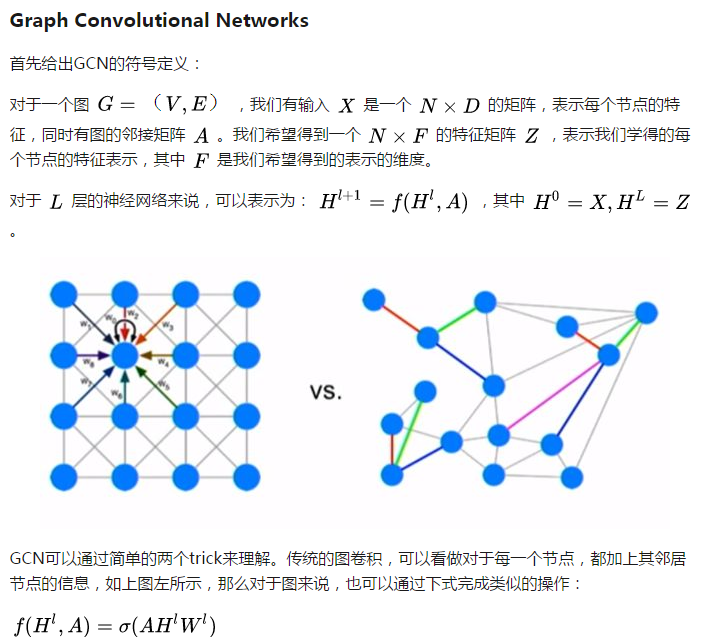 Graph Convolutional Networks
首先给出GCN的符号定义：
对于一个图 G = （V, E） ，我们有输入 X 是一个 N × D 的矩阵，表示每个节点的特
征，同时有图的邻接矩阵 A 。我们希望得到一个 N × F 的特征矩阵 Z ，表示我们学得的每
个节点的特征表示，其中 F 是我们希望得到的表示的维度。
对于 L 层的神经网络来说，可以表示为： H^{l+1} = f(H^l, A) ，其中 H^0 = X, H^L = Z
。
w₀ w₂
w₁ w₃
w₈ w₄
w₇ w₅
w₆
vs.
GCN可以通过简单的两个trick来理解。传统的图卷积，可以看做对于每一个节点，都加上其邻居
节点的信息，如上图左所示，那么对于图来说，也可以通过下式完成类似的操作：
f(H^l, A) = σ(AH^lW^l)